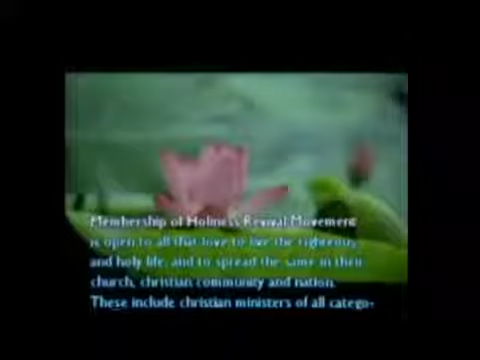 Membership of Holiness Revival Movement
is open to all that love to live the righteous,
and holy life, and to spread the same in their
church, christian community and nation.
These include christian ministers of all catego-